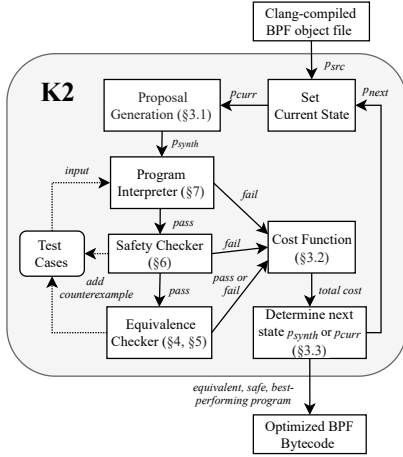 Clang-compiled
BPF object file
p_src
K2
Proposal
Generation (§3.1)
p_curr
Set
Current State
p_next
p_synth
input
Program
Interpreter (§7)
fail
pass
Test
Cases
Safety Checker
(§6)
fail
Cost Function
(§3.2)
add
counterexample
pass
pass or
fail
total cost
Equivalence
Checker (§4, §5)
Determine next
state p_synth or p_curr
(§3.3)
equivalent, safe, best-
performing program
Optimized BPF
Bytecode